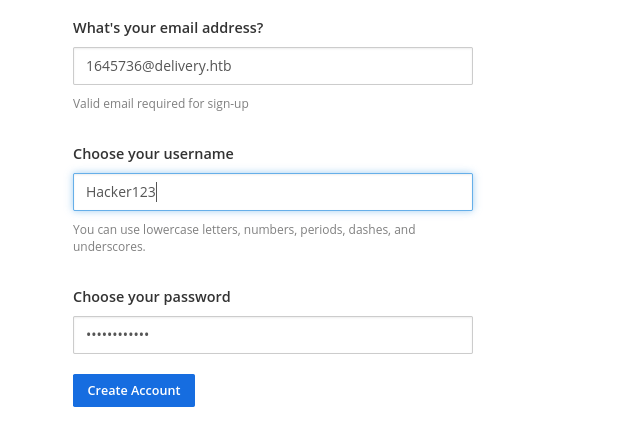 What's your email address?
1645736@delivery.htb
Valid email required for sign-up
Choose your username
Hacker123
You can use lowercase letters, numbers, periods, dashes, and
underscores.
Choose your password
••••••••••••
Create Account